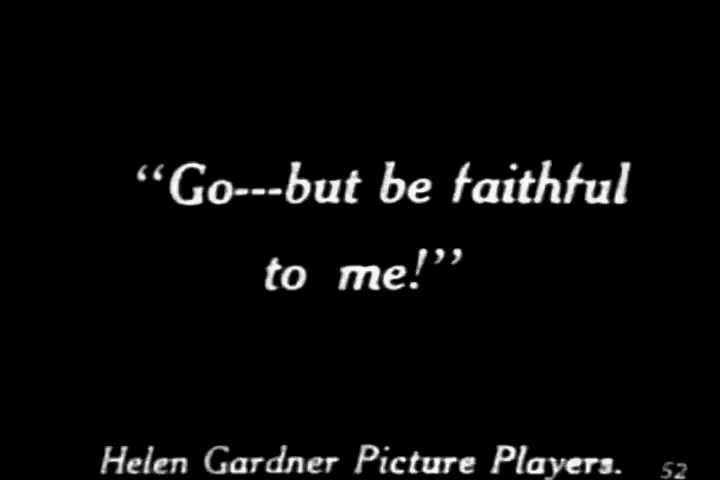 “Go---but be faithful
to me!”
Helen Gardner Picture Players. 52